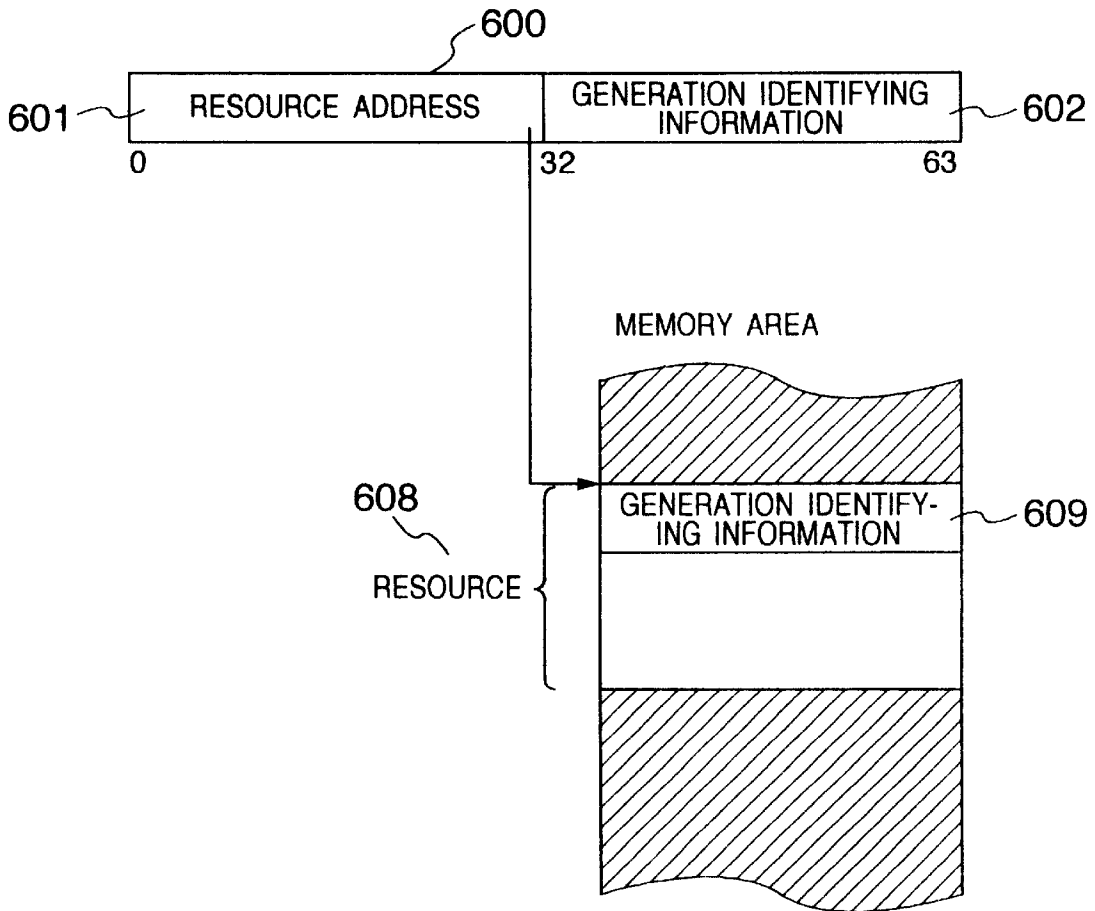 600
601
RESOURCE ADDRESS
GENERATION IDENTIFYING
INFORMATION
602
0
32
63
MEMORY AREA
608
RESOURCE
GENERATION IDENTIFY-
ING INFORMATION
609